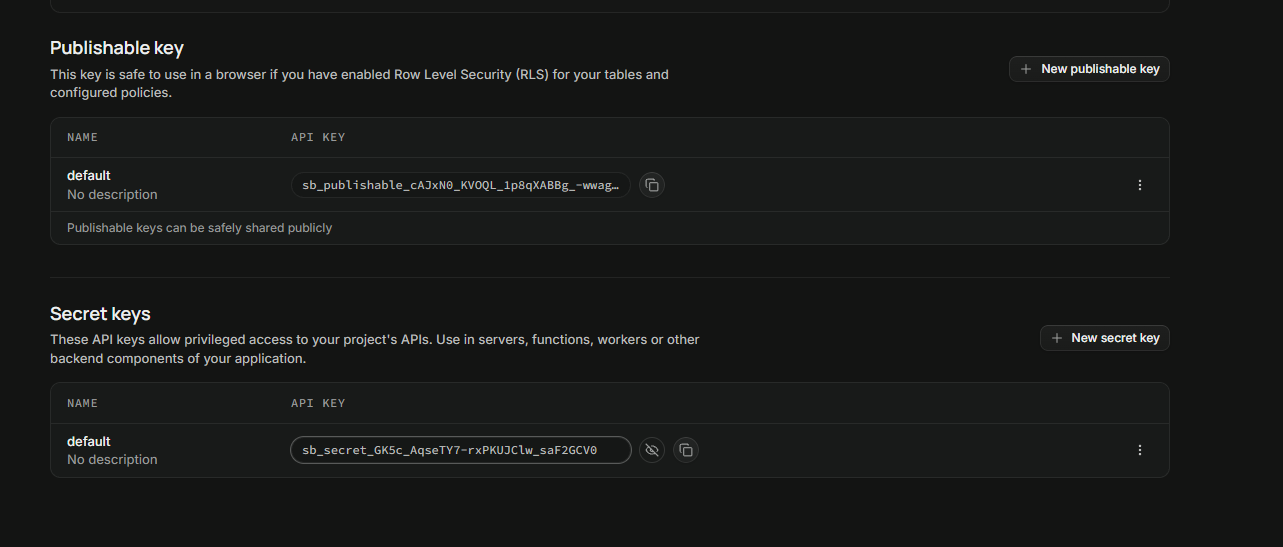 Publishable key
This key is safe to use in a browser if you have enabled Row Level Security (RLS) for your tables and
configured policies.
New publishable key
NAME API KEY
default
No description
sb_publishable_cAJxN0_KVOQL_1p8qXABBg_-wwag…
Publishable keys can be safely shared publicly
Secret keys
These API keys allow privileged access to your project's APIs. Use in servers, functions, workers or other
backend components of your application.
New secret key
NAME API KEY
default
No description
sb_secret_GK5c_AqseTY7-rxPKUJClw_saF2GCV0